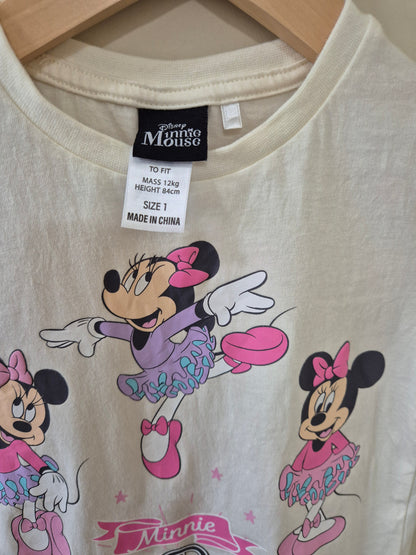 Disney
Minnie
Mouse
TO FIT
MASS 12kg
HEIGHT 84cm
SIZE 1
MADE IN CHINA
Minnie